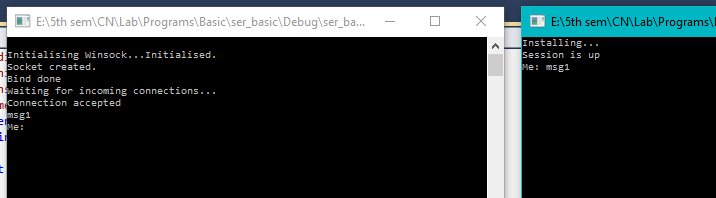 E:\5th sem\CN\Lab\Programs\Basic\ser_basic\Debug\ser_ba...
Initialising Winsock...Initialised.
Socket created.
Bind done
Waiting for incoming connections...
Connection accepted
msg1
Me:
E:\5th sem\CN\Lab\Programs\
Installing...
Session is up
Me: msg1